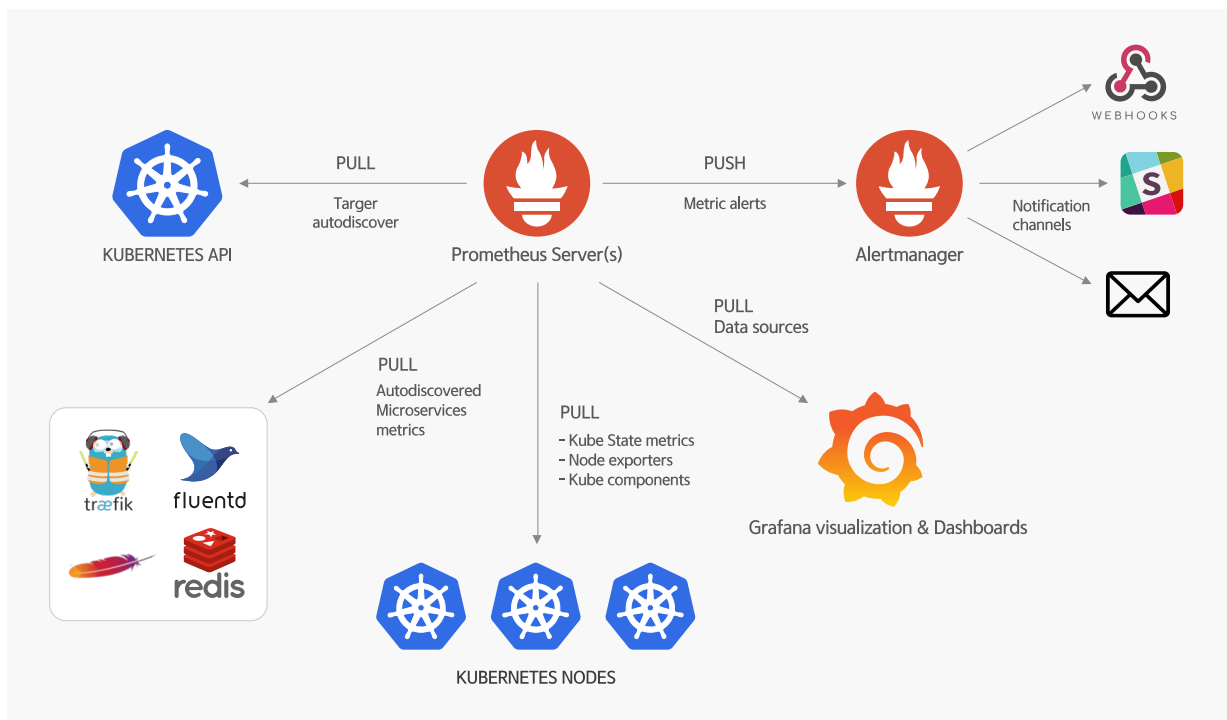 WEBHOOKS
PULL
Targer
autodiscover
KUBERNETES API
Prometheus Server(s)
PUSH
Metric alerts
Alertmanager
Notification
channels
S
PULL
Data sources
PULL
Autodiscovered
Microservices
metrics
PULL
- Kube State metrics
- Node exporters
- Kube components
træfik
fluentd
redis
Grafana visualization & Dashboards
KUBERNETES NODES